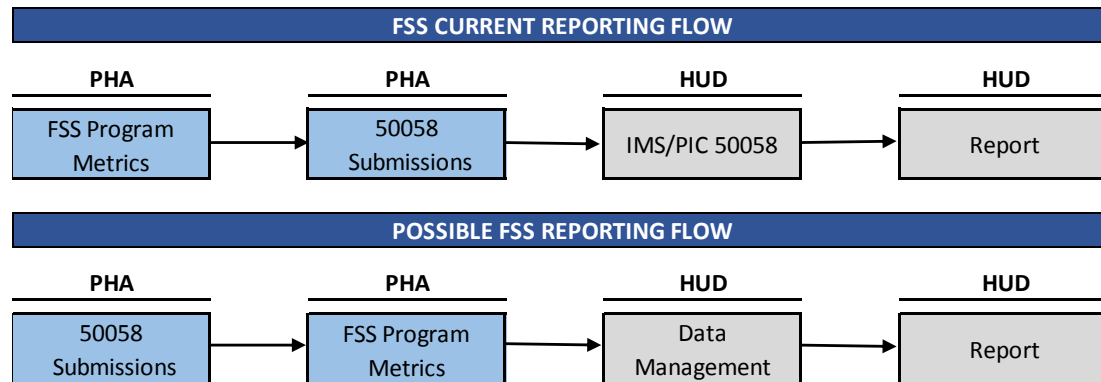 FSS CURRENT REPORTING FLOW
PHA
PHA
HUD
HUD
FSS Program
Metrics
50058
Submissions
IMS/PIC 50058
Report
POSSIBLE FSS REPORTING FLOW
PHA
PHA
HUD
HUD
50058
Submissions
FSS Program
Metrics
Data
Management
Report